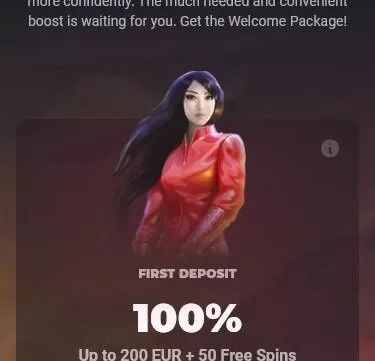 more confidently. The much needed and convenient
boost is waiting for you. Get the Welcome Package!
FIRST DEPOSIT
100%
Up to 200 EUR + 50 Free Spins